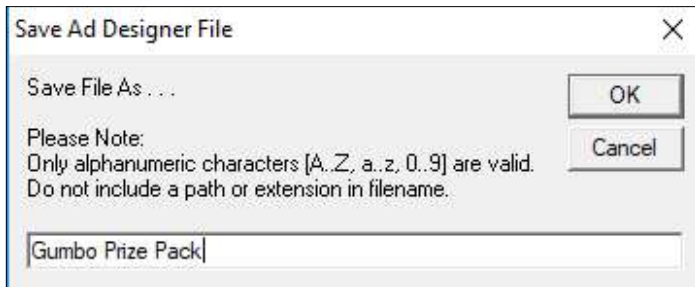 Save Ad Designer File
Save File As . . .
OK
Please Note:
Only alphanumeric characters [A..Z, a..z, 0..9] are valid.
Cancel
Do not include a path or extension in filename.
Gumbo Prize Pack